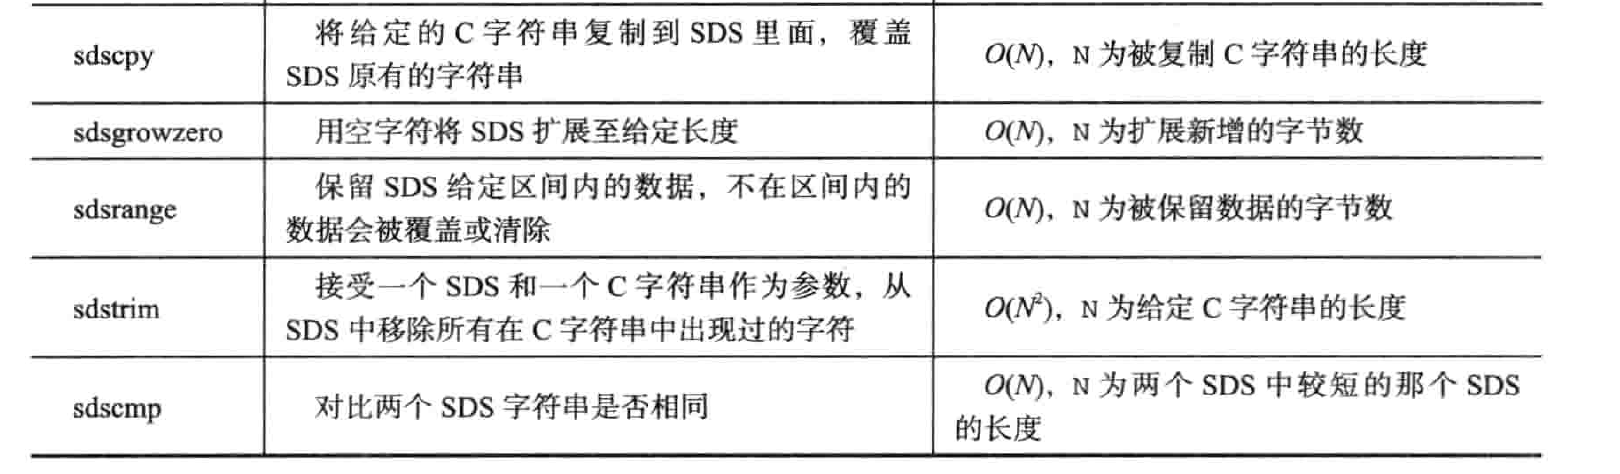 sdscpy
将给定的 C 字符串复制到 SDS 里面，覆盖
SDS 原有的字符串
O(N)，N 为被复制 C 字符串的长度
sdsgrowzero
用空字符将 SDS 扩展至给定长度
O(N)，N 为扩展新增的字节数
sdsrange
保留 SDS 给定区间内的数据，不在区间内的
数据会被覆盖或清除
O(N)，N 为被保留数据的字节数
sdstrim
接受一个 SDS 和一个 C 字符串作为参数，从
SDS 中移除所有在 C 字符串中出现过的字符
O(N²)，N 为给定 C 字符串的长度
sdscmp
对比两个 SDS 字符串是否相同
O(N)，N 为两个 SDS 中较短的那个 SDS
的长度